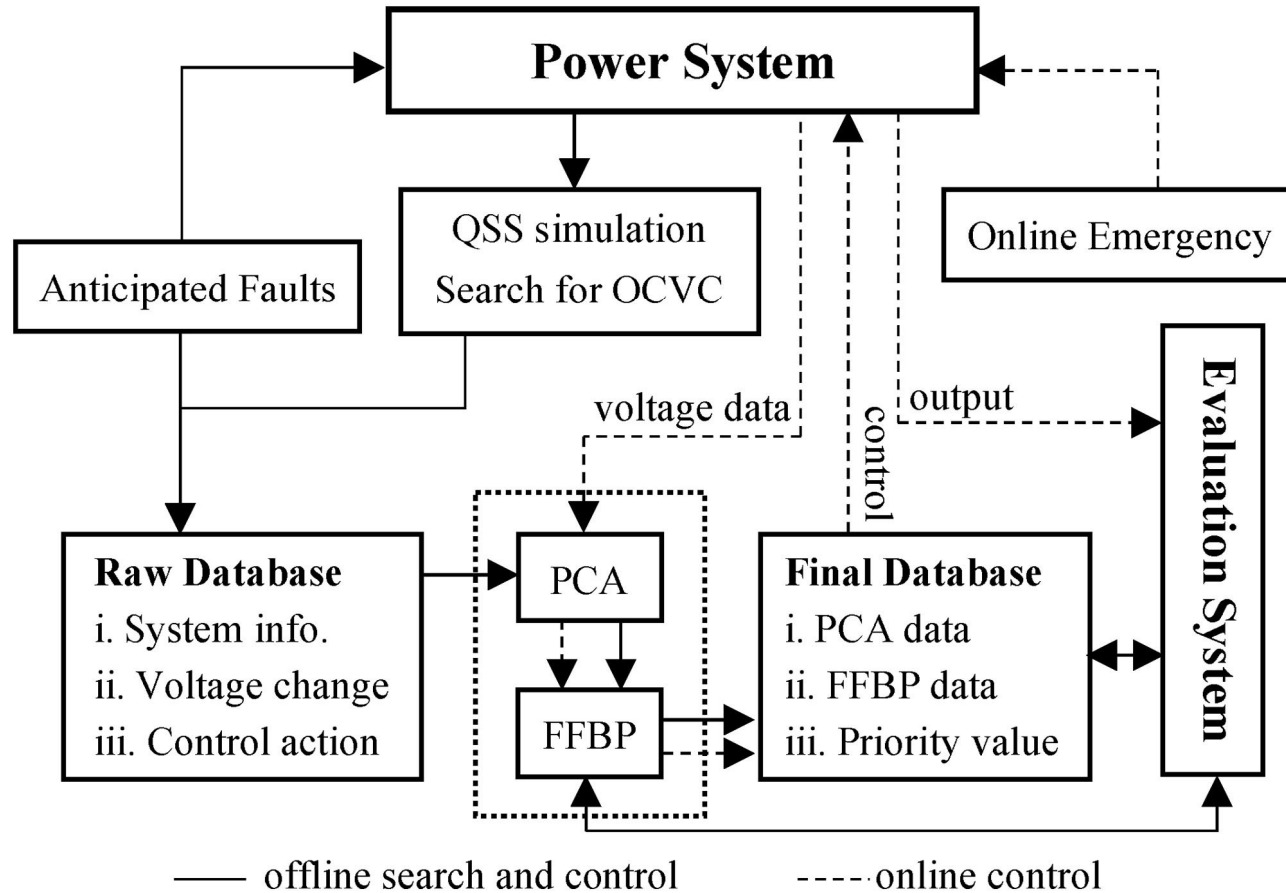 Power System
QSS simulation
Search for OCVC
Anticipated Faults
Online Emergency
voltage data
control
output
Evaluation System
Raw Database
i. System info.
ii. Voltage change
iii. Control action
PCA
FFBP
Final Database
i. PCA data
ii. FFBP data
iii. Priority value
offline search and control
online control